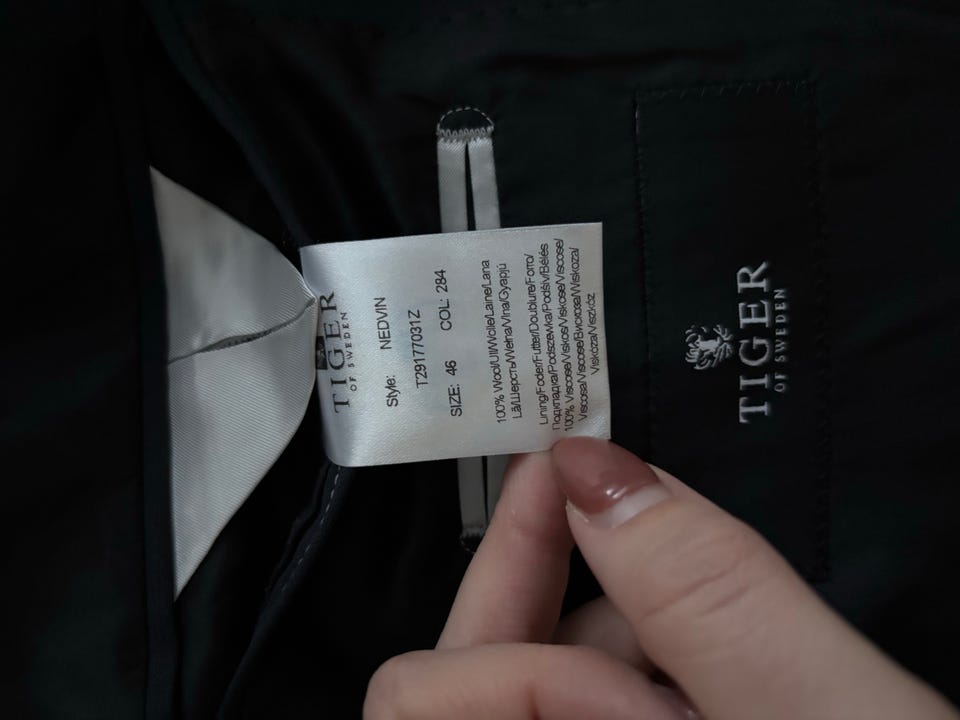 TIGER
OF SWEDEN
Style: NEDVIN
T29177031Z
SIZE: 46 COL: 284
100% Wool/Ull/Wolle/Laine/Lana
Lã/Шерсть/Wełna/Vlna/Gyapjú
Lining/Foder/Futter/Doublure/Forro/
Подкладка/Podszewka/Podšív/Bélés
100% Viscose/Viskos/Viskose/Viscose/
Viscosa/Viscose/Вискоза/Wiskoza/
Viskóza/Viszkóz
TIGER
OF SWEDEN